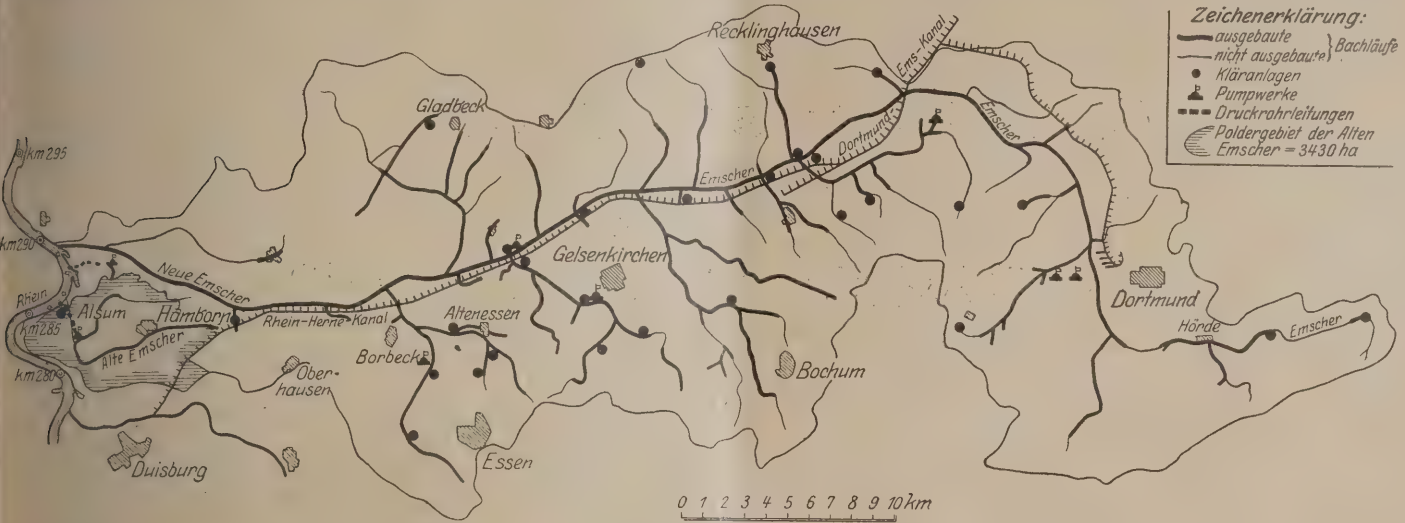 Zeichenerklärung:
ausgebaute
nicht ausgebaute } Bachläufe
Kläranlagen
Pumpwerke
Druckrohrleitungen
Poldergebiet der Alten
Emscher = 3430 ha
Recklinghausen
Ems-Kanal
Dortmund-
Emscher
Gladbeck
Emscher
km 295
km 290
Neue Emscher
Gelsenkirchen
Rhein
Alsum
Hamborn
km 285
Alte Emscher
Rhein-Herne-Kanal
Altenessen
Borbeck
Dortmund
Hörde
Emscher
km 280
Ober-
hausen
Bochum
Duisburg
Essen
0 1 2 3 4 5 6 7 8 9 10 km